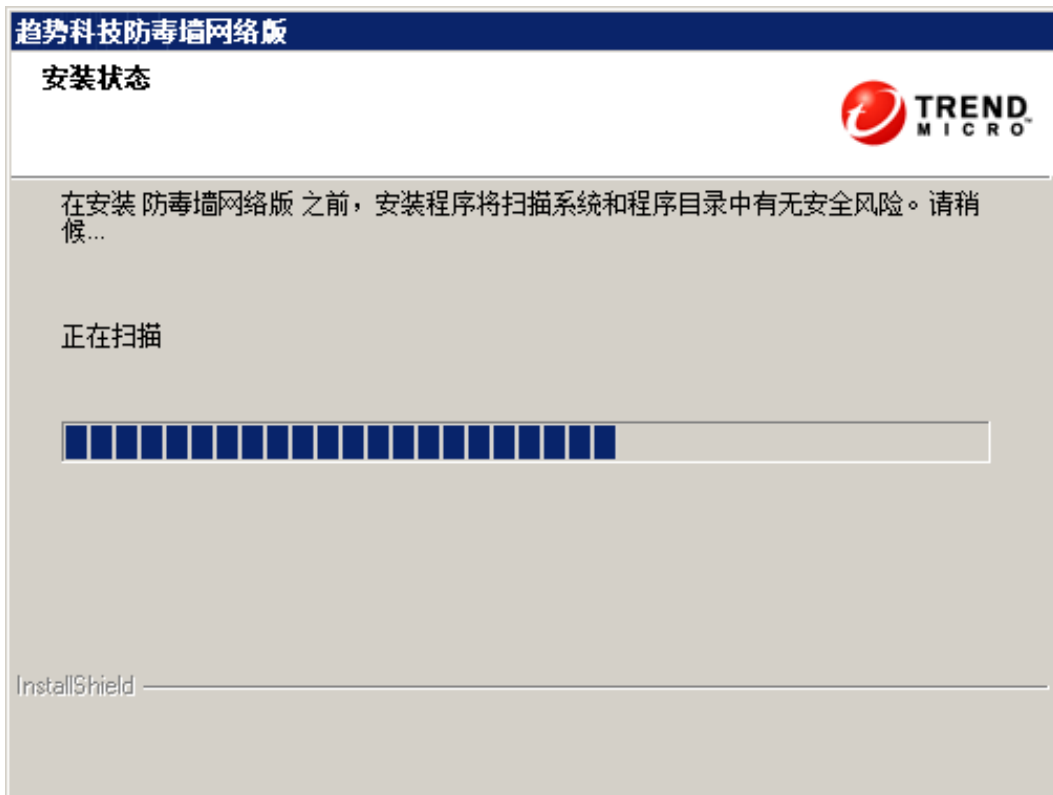 趋势科技防毒墙网络版
安装状态
TREND
MICRO™
在安装 防毒墙网络版 之前，安装程序将扫描系统和程序目录中有无安全风险。请稍
候...
正在扫描
InstallShield